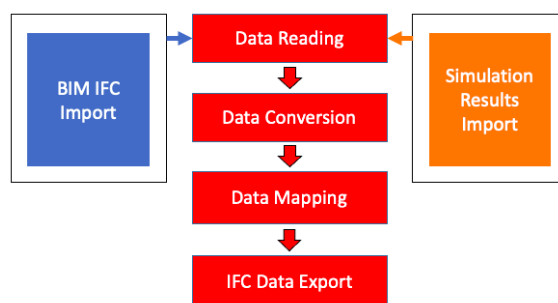 BIM IFC
Import
Data Reading
Data Conversion
Data Mapping
IFC Data Export
Simulation
Results
Import